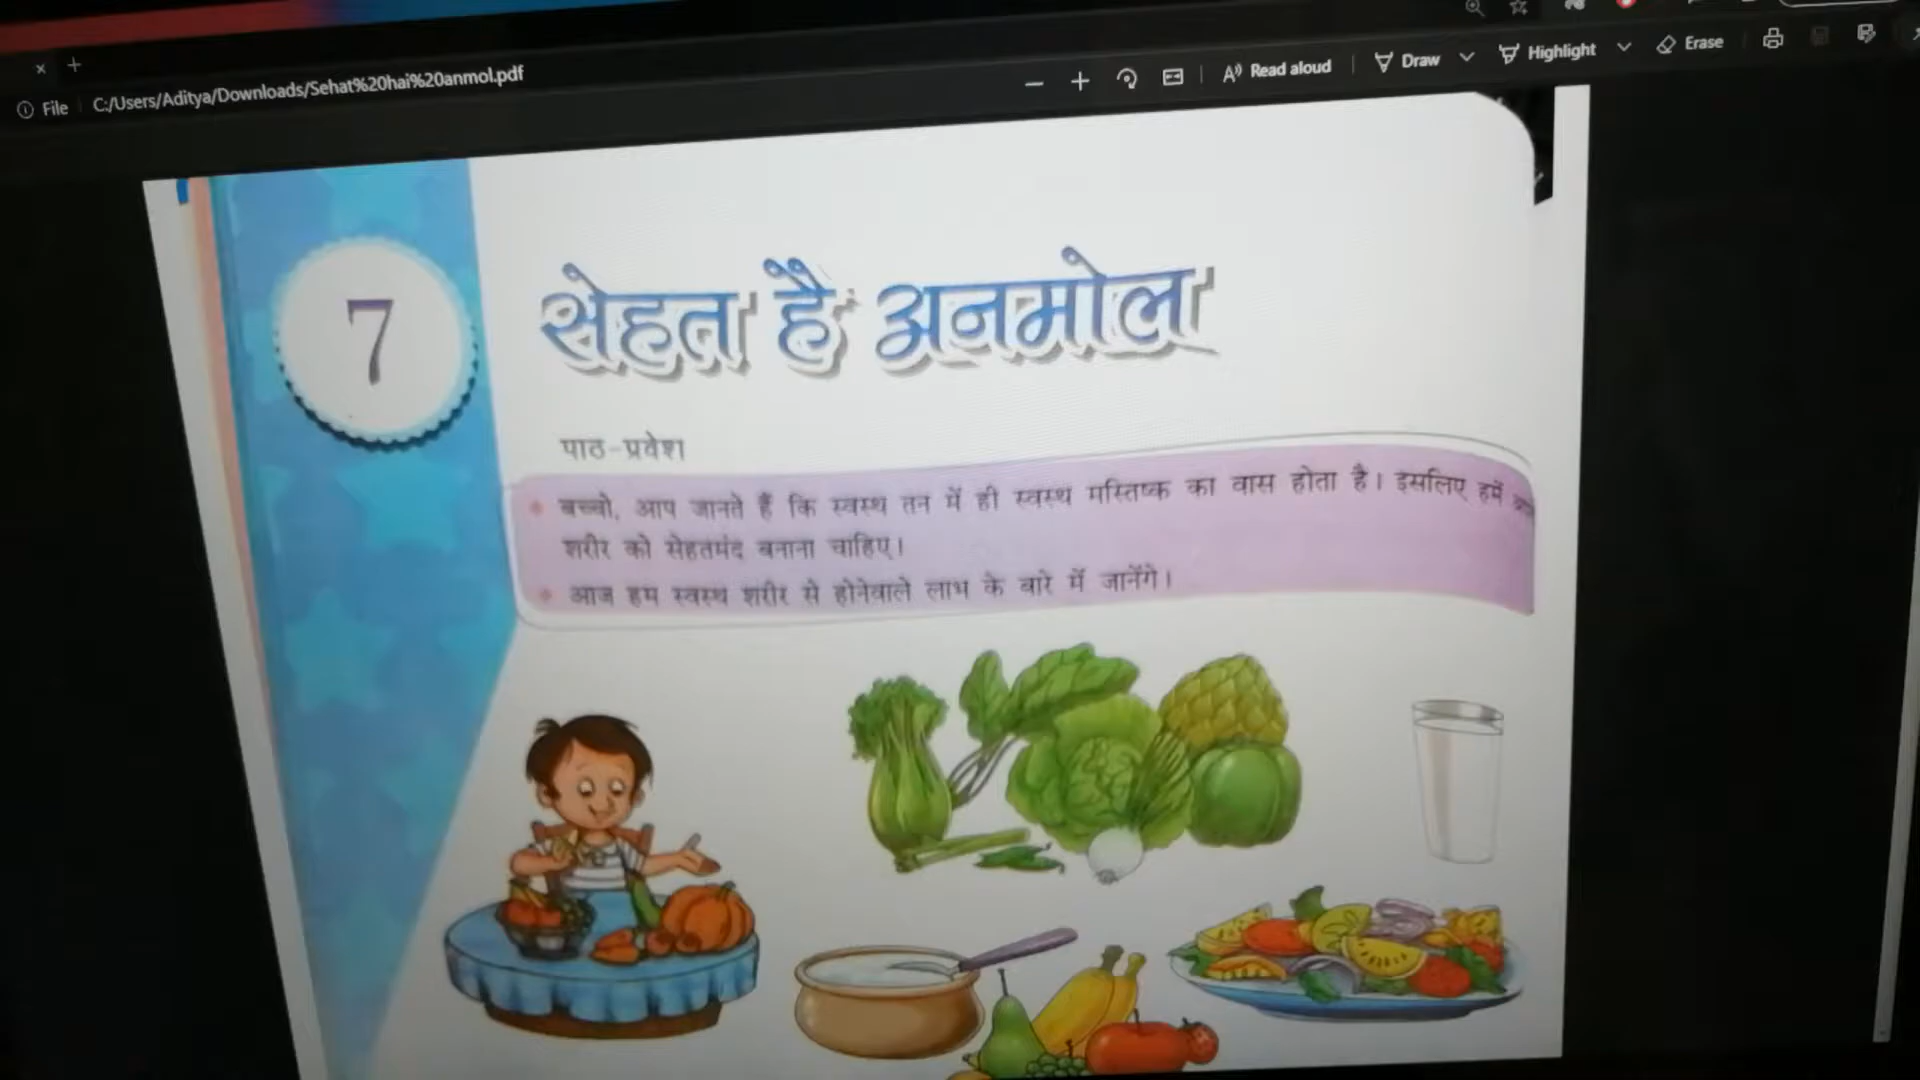 File C:/Users/Aditya/Downloads/Sehat%20hai%20anmol.pdf
Read aloud Draw Highlight Erase
7
सेहत है अनमोल
पाठ-प्रवेश
बच्चो, आप जानते हैं कि स्वस्थ तन में ही स्वस्थ मस्तिष्क का वास होता है। इसलिए हमें
शरीर को सेहतमंद बनाना चाहिए।
आज हम स्वस्थ शरीर से होनेवाले लाभ के बारे में जानेंगे।